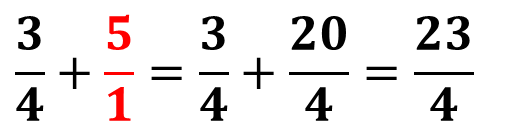 3/4 + 5/1 = 3/4 + 20/4 = 23/4